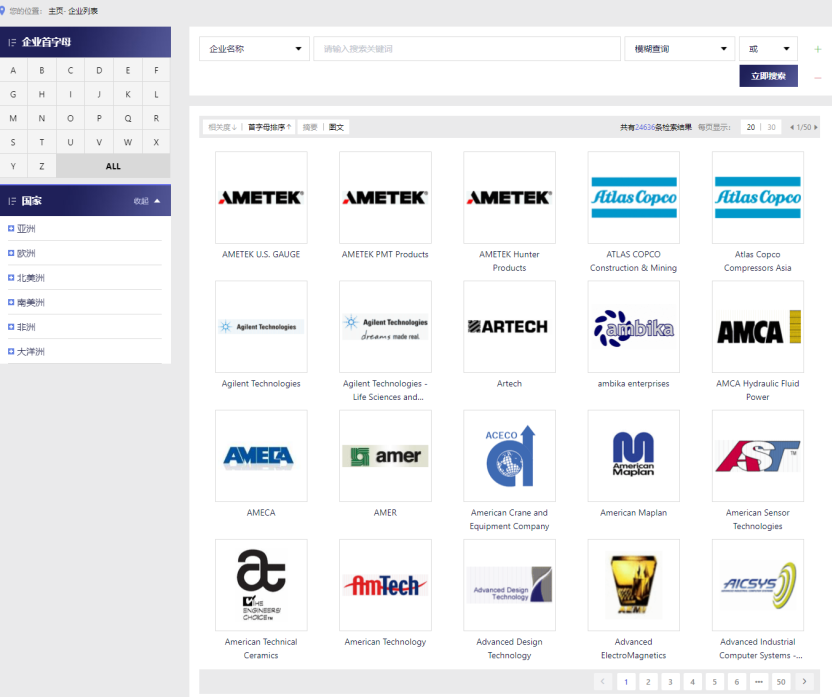 您的位置: 主页- 企业列表
企业首字母
A B C D E F
G H I J K L
M N O P Q R
S T U V W X
Y Z ALL
国家 收起
亚洲
欧洲
北美洲
南美洲
非洲
大洋洲
企业名称 请输入搜索关键词 模糊查询 或 +
立即搜索 —
相关度↓ | 首字母排序↑ 摘要 | 图文 共有24636条检索结果 每页显示: 20 | 30 1/50
AMETEK AMETEK AMETEK Atlas Copco Atlas Copco
AMETEK U.S. GAUGE AMETEK PMT Products AMETEK Hunter Products ATLAS COPCO Construction & Mining Atlas Copco Compressors Asia
Agilent Technologies Agilent Technologies dreams made real. ARTECH ambika AMCA
Agilent Technologies Agilent Technologies - Life Sciences and... Artech ambika enterprises AMCA Hydraulic Fluid Power
AMECA amer ACECO American Maplan AST TM
AMECA AMER American Crane and Equipment Company American Maplan American Sensor Technologies
at THE ENGINEERS' CHOICE™ AmTech Advanced Design Technology AEMI AICSYS
American Technical Ceramics American Technology Advanced Design Technology Advanced ElectroMagnetics Advanced Industrial Computer Systems -...
< 1 2 3 4 5 6 ••• 50 >